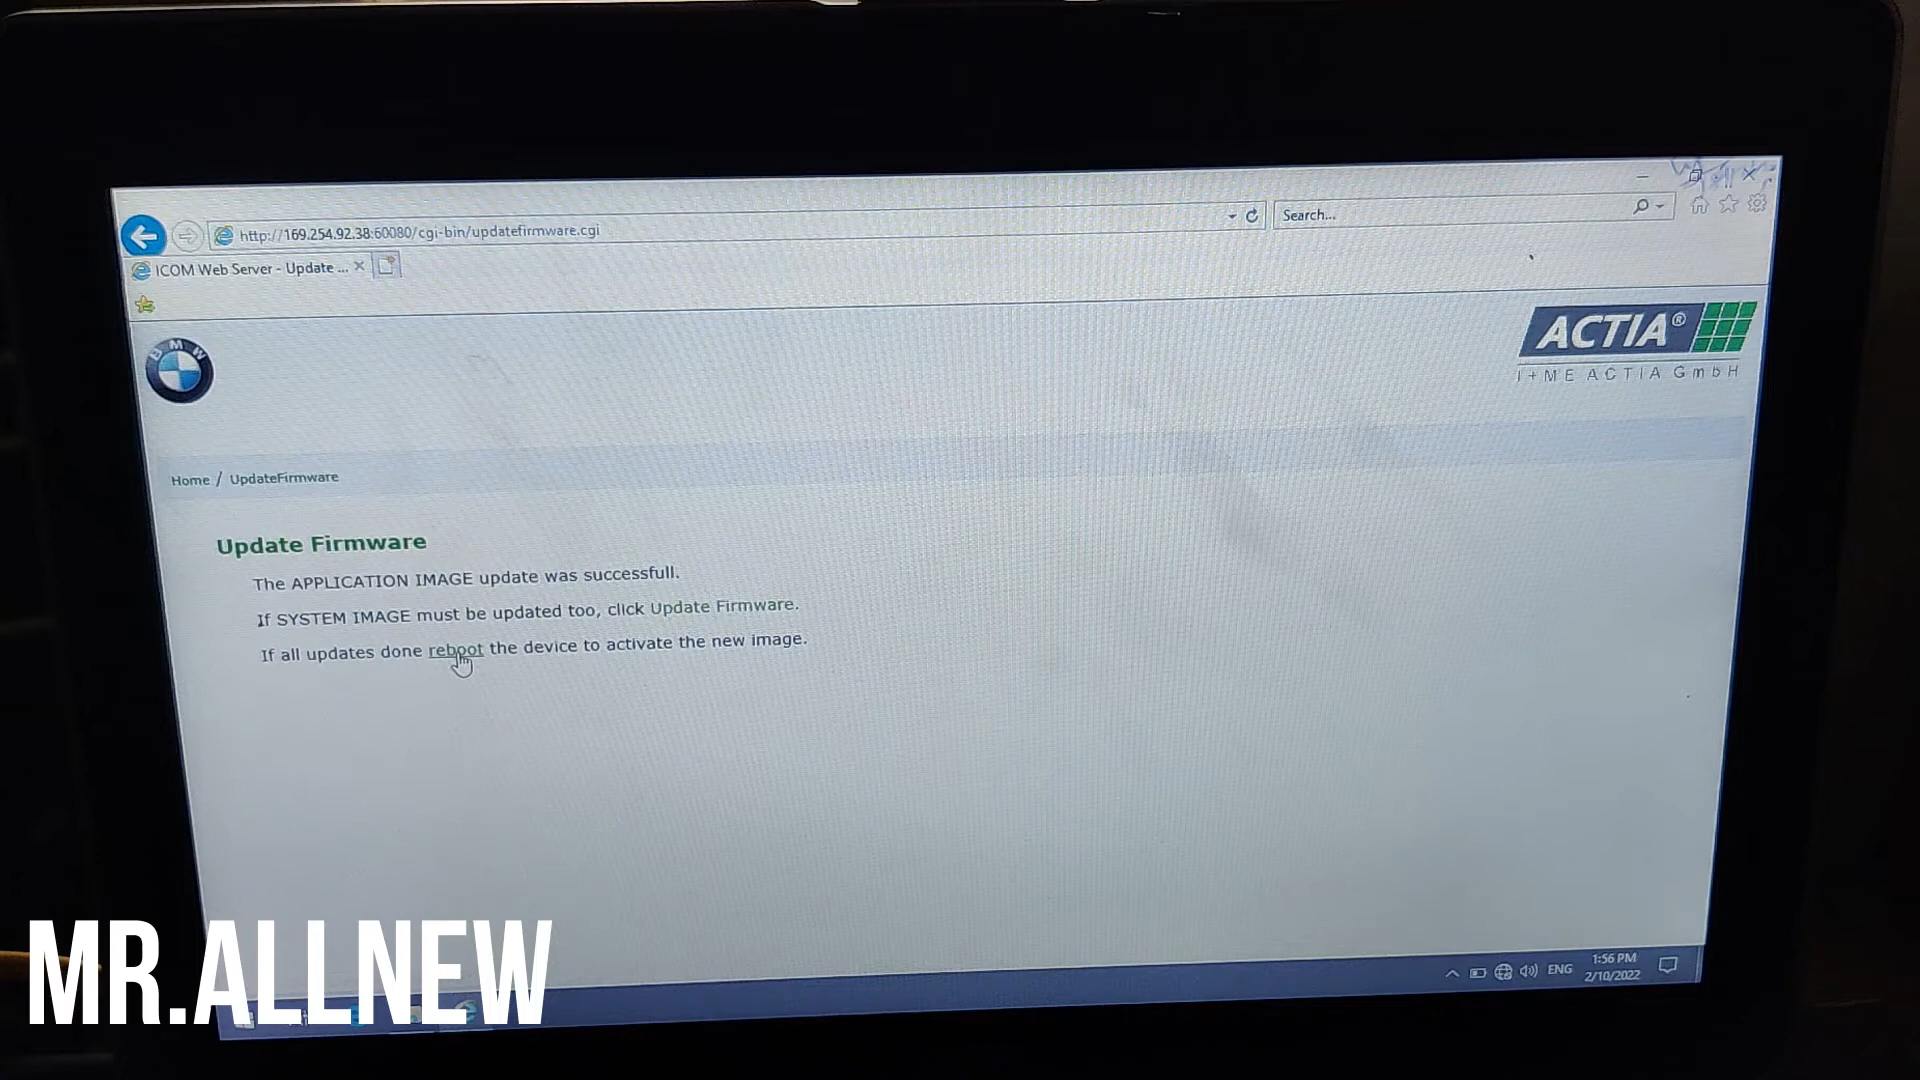 http://169.254.92.38:60080/cgi-bin/updatefirmware.cgi
Search...
ICOM Web Server - Update ...
BMW
ACTIA®
I+ME ACTIA GmbH
Home / UpdateFirmware
Update Firmware
The APPLICATION IMAGE update was successfull.
If SYSTEM IMAGE must be updated too, click Update Firmware.
If all updates done reboot the device to activate the new image.
MR.ALLNEW
ENG
1:56 PM
2/10/2022